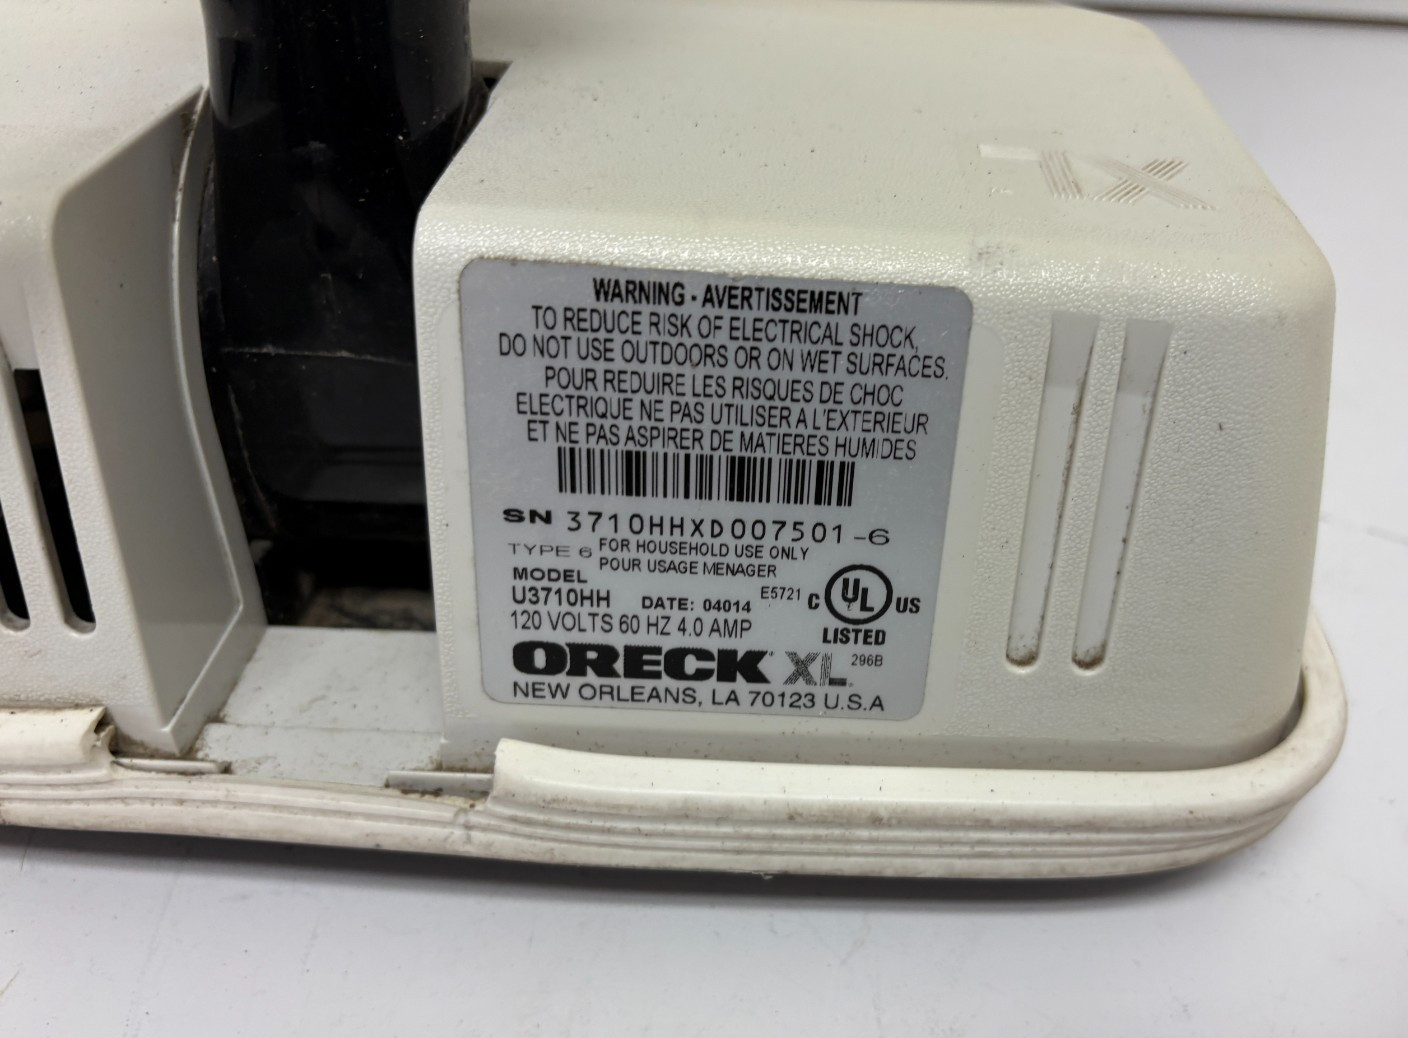 XL
WARNING - AVERTISSEMENT
TO REDUCE RISK OF ELECTRICAL SHOCK,
DO NOT USE OUTDOORS OR ON WET SURFACES.
POUR REDUIRE LES RISQUES DE CHOC
ELECTRIQUE NE PAS UTILISER A L'EXTERIEUR
ET NE PAS ASPIRER DE MATIERES HUMIDES
SN 3710HHXD007501-6
TYPE 6 FOR HOUSEHOLD USE ONLY
POUR USAGE MENAGER
MODEL
U3710HH DATE: 04014 E5721 C UL US
120 VOLTS 60 HZ 4.0 AMP LISTED
ORECK XL 296B
NEW ORLEANS, LA 70123 U.S.A